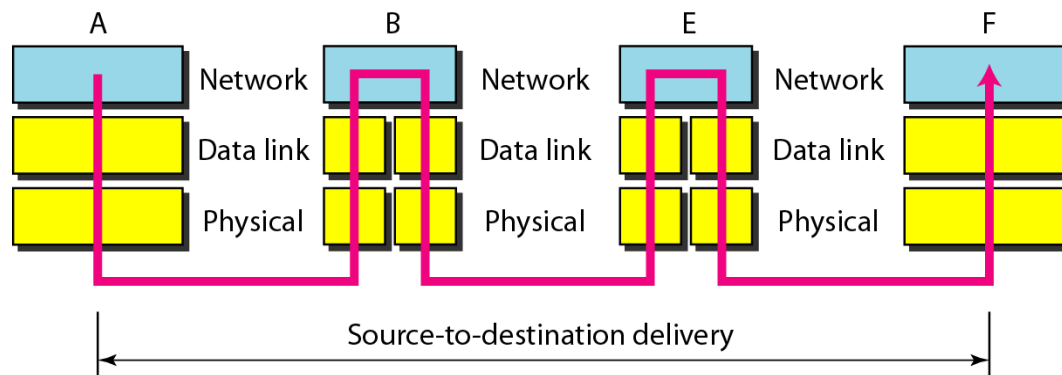 A B E F
Network Network Network
Data link Data link Data link
Physical Physical Physical
Source-to-destination delivery